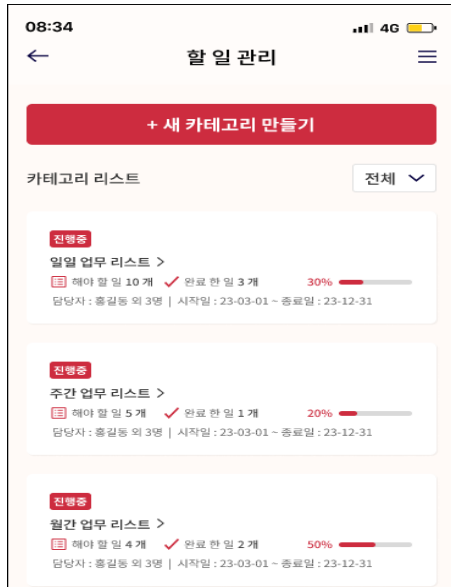 08:34 4G
할 일 관리
+ 새 카테고리 만들기
카테고리 리스트 전체
진행중
일일 업무 리스트 >
해야 할 일 10 개 완료 한 일 3 개 30%
담당자 : 홍길동 외 3명 | 시작일 : 23-03-01 ~ 종료일 : 23-12-31
진행중
주간 업무 리스트 >
해야 할 일 5 개 완료 한 일 1 개 20%
담당자 : 홍길동 외 3명 | 시작일 : 23-03-01 ~ 종료일 : 23-12-31
진행중
월간 업무 리스트 >
해야 할 일 4 개 완료 한 일 2 개 50%
담당자 : 홍길동 외 3명 | 시작일 : 23-03-01 ~ 종료일 : 23-12-31